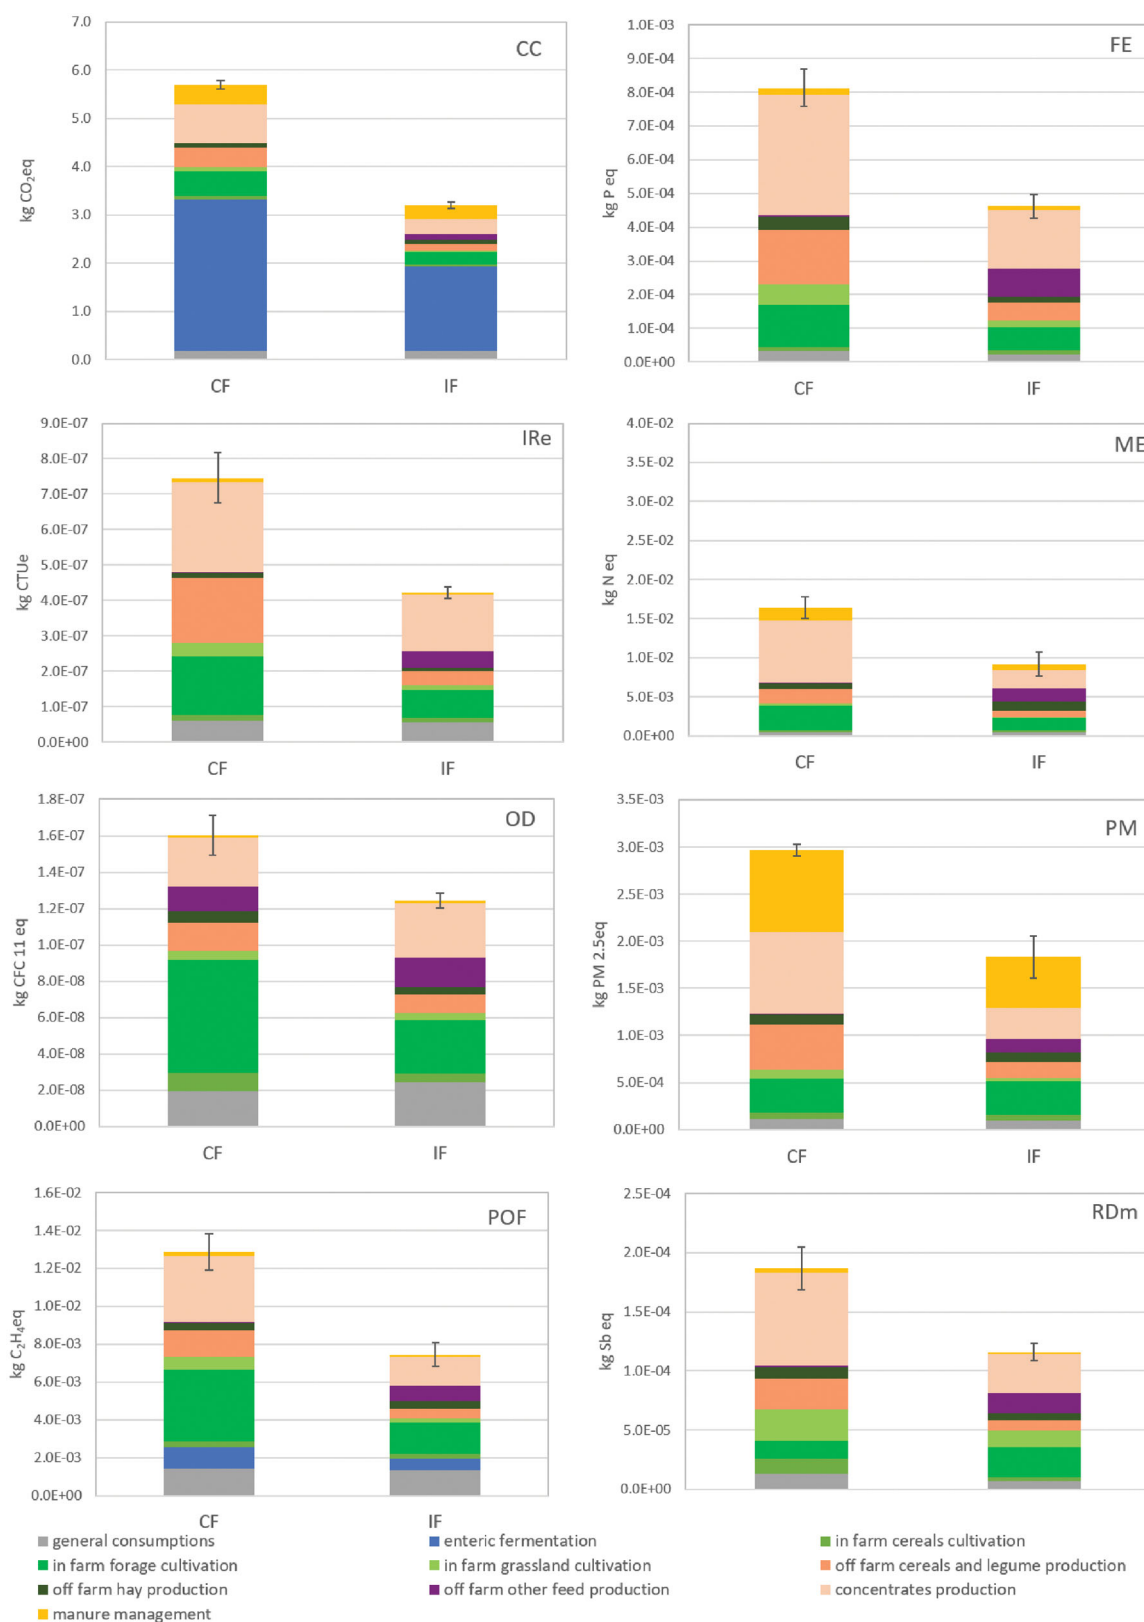 CC
kg CO₂eq
7.0
6.0
5.0
4.0
3.0
2.0
1.0
0.0
CF IF
FE
kg P eq
1.0E-03
9.0E-04
8.0E-04
7.0E-04
6.0E-04
5.0E-04
4.0E-04
3.0E-04
2.0E-04
1.0E-04
0.0E+00
CF IF
IRe
kg CTUe
9.0E-07
8.0E-07
7.0E-07
6.0E-07
5.0E-07
4.0E-07
3.0E-07
2.0E-07
1.0E-07
0.0E+00
CF IF
ME
kg N eq
4.0E-02
3.5E-02
3.0E-02
2.5E-02
2.0E-02
1.5E-02
1.0E-02
5.0E-03
0.0E+00
CF IF
OD
kg CFC 11 eq
1.8E-07
1.6E-07
1.4E-07
1.2E-07
1.0E-07
8.0E-08
6.0E-08
4.0E-08
2.0E-08
0.0E+00
CF IF
PM
kg PM 2.5eq
3.5E-03
3.0E-03
2.5E-03
2.0E-03
1.5E-03
1.0E-03
5.0E-04
0.0E+00
CF IF
POF
kg C₂H₄eq
1.6E-02
1.4E-02
1.2E-02
1.0E-02
8.0E-03
6.0E-03
4.0E-03
2.0E-03
0.0E+00
CF IF
RDm
kg Sb eq
2.5E-04
2.0E-04
1.5E-04
1.0E-04
5.0E-05
0.0E+00
general consumptions enteric fermentation in farm cereals cultivation
in farm forage cultivation in farm grassland cultivation off farm cereals and legume production
off farm hay production off farm other feed production concentrates production
manure management